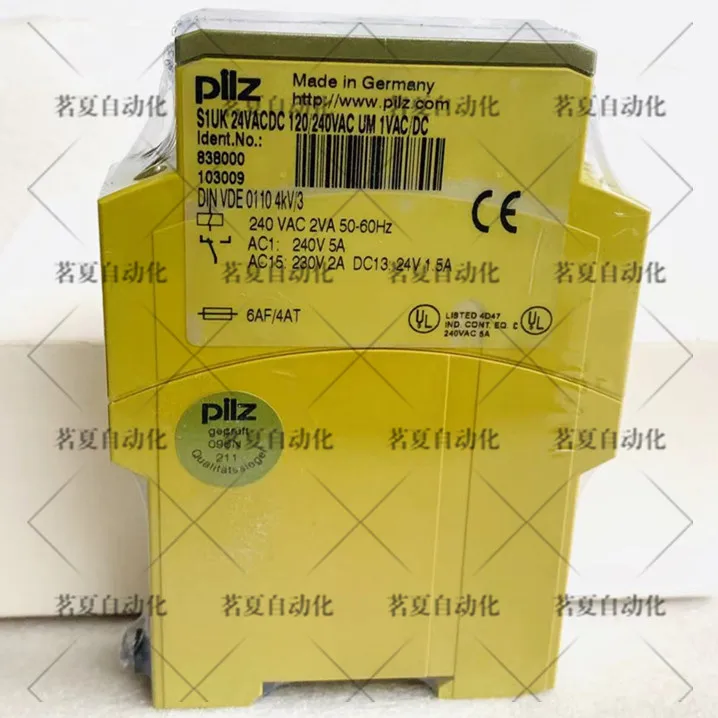 pilz
Made in Germany
http://www.pilz.com
S1UK 24VACDC 120/240VAC UM 1VAC/DC
Ident.No.:
838000
103009
DIN VDE 0110 4kV/3
CE
240 VAC 2VA 50-60Hz
AC1: 240V 5A
AC15: 230V 2A DC13: 24V 1.5A
6AF/4AT
UL
LISTED 4D47
IND. CONT. EQ.
240VAC 5A
C
UL
pilz
geprüft
211
Qualitätssiegel
茗夏自动化 茗夏自动化 茗夏自动化
茗夏自动化 茗夏自动化 茗夏自动化
茗夏自动化 茗夏自动化 茗夏自动化
茗夏自动化 茗夏自动化 茗夏自动化